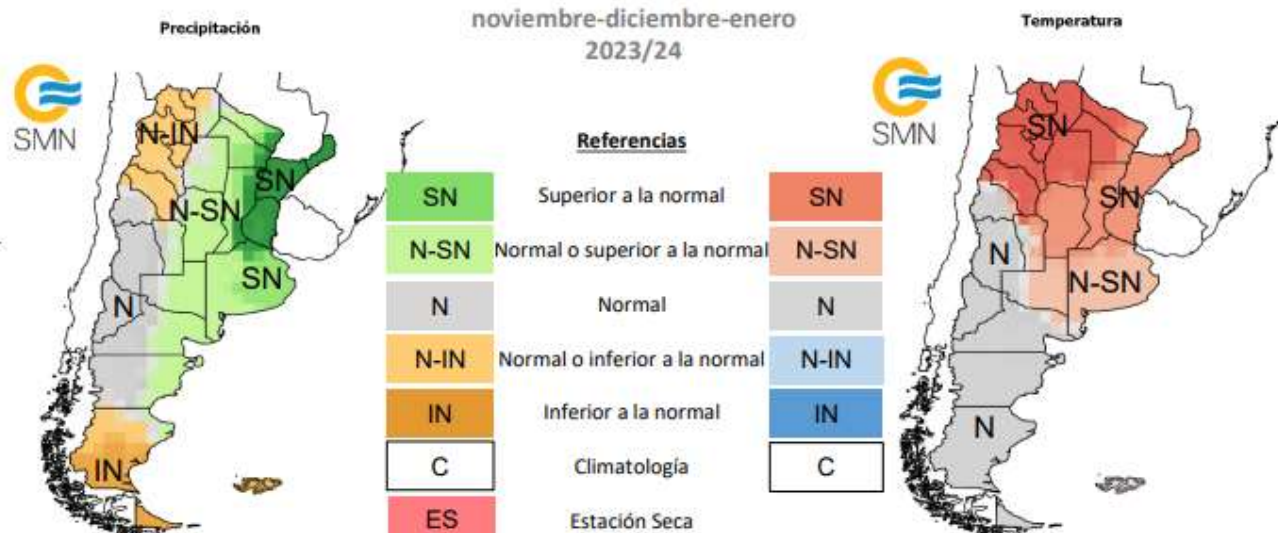 noviembre-diciembre-enero
2023/24
Precipitación
SMN
N-IN
SN
N-SN
SN
N
IN
Referencias
SN Superior a la normal SN
N-SN Normal o superior a la normal N-SN
N Normal N
N-IN Normal o inferior a la normal N-IN
IN Inferior a la normal IN
C Climatología C
ES Estación Seca
Temperatura
SMN
SN
SN
N
N-SN
N